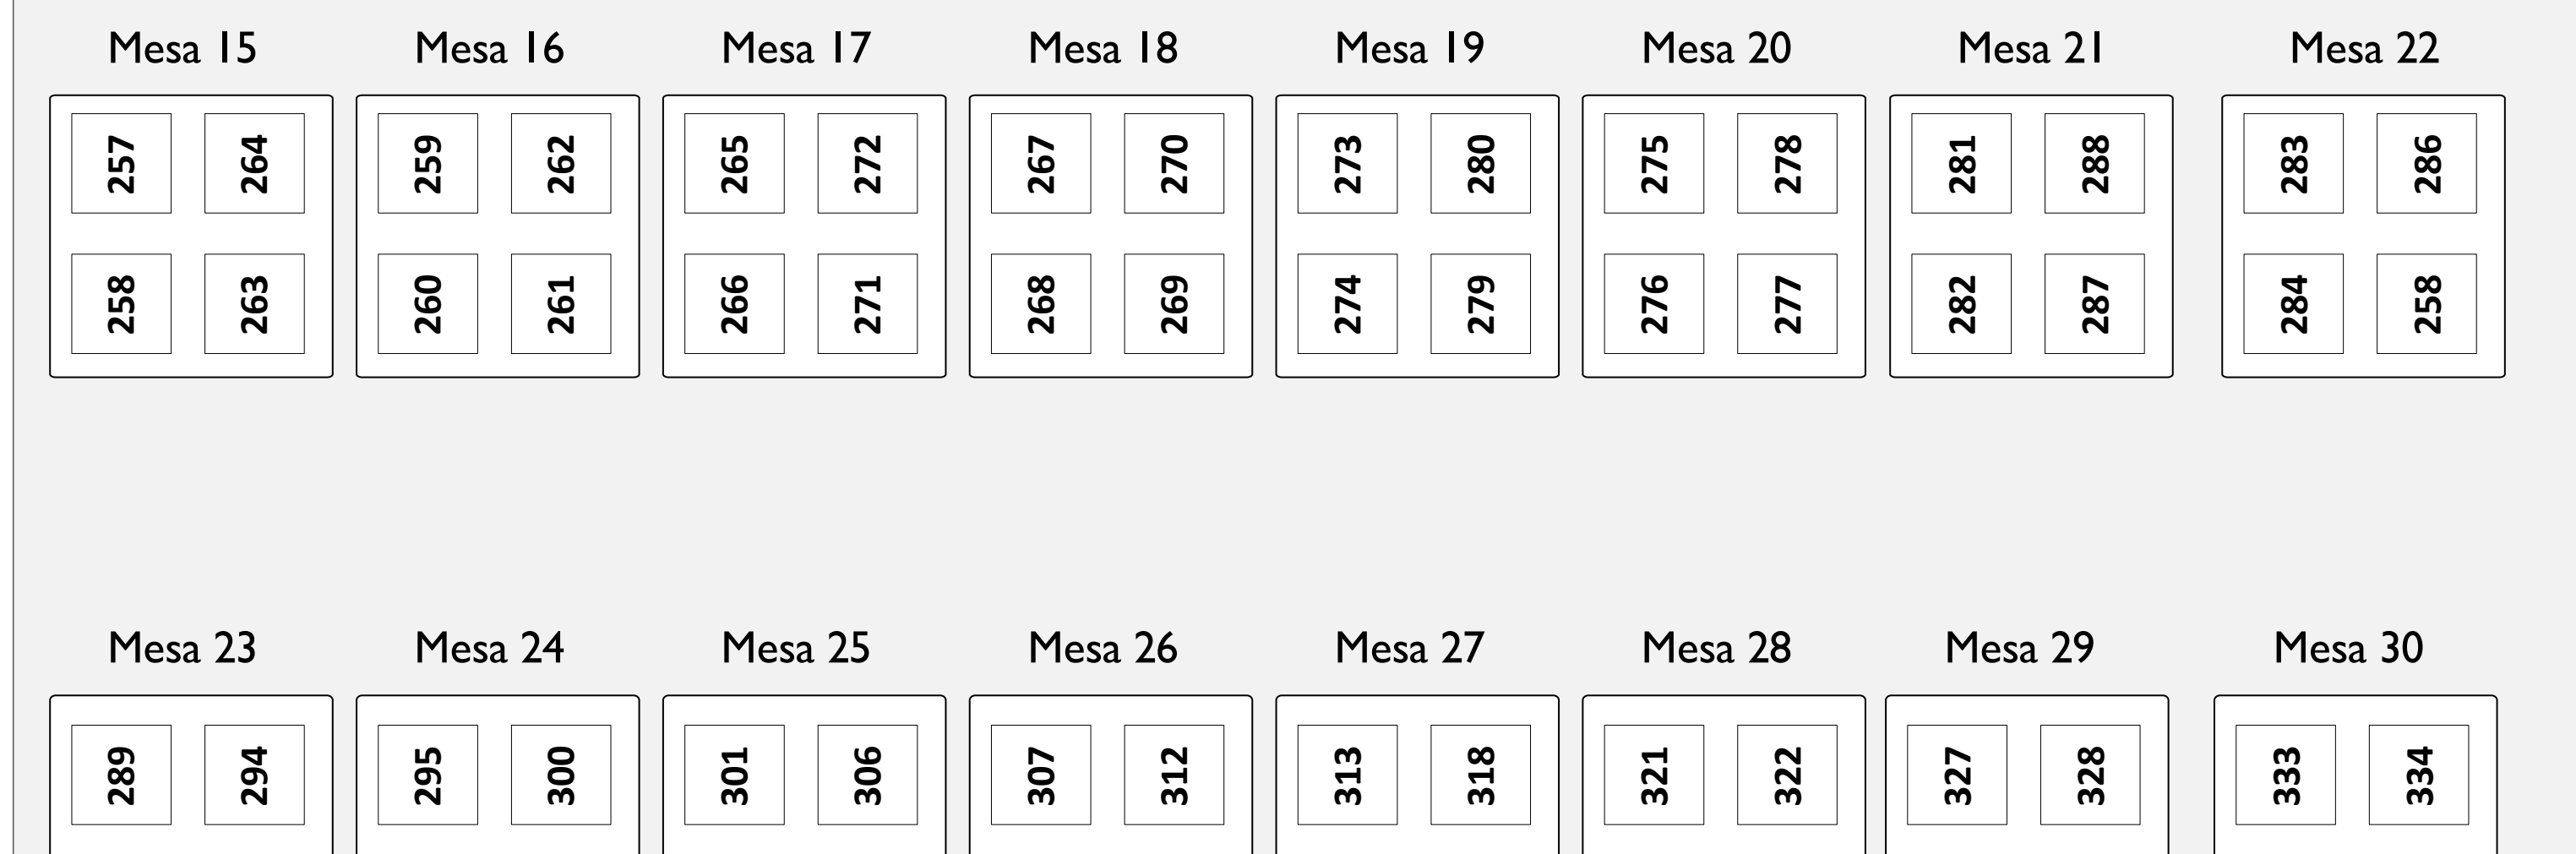 Mesa 15 Mesa 16 Mesa 17 Mesa 18 Mesa 19 Mesa 20 Mesa 21 Mesa 22
257 264 259 262 265 272 267 270 273 280 275 278 281 288 283 286
258 263 260 261 266 271 268 269 274 279 276 277 282 287 284 258
Mesa 23 Mesa 24 Mesa 25 Mesa 26 Mesa 27 Mesa 28 Mesa 29 Mesa 30
289 294 295 300 301 306 307 312 313 318 321 322 327 328 333 334